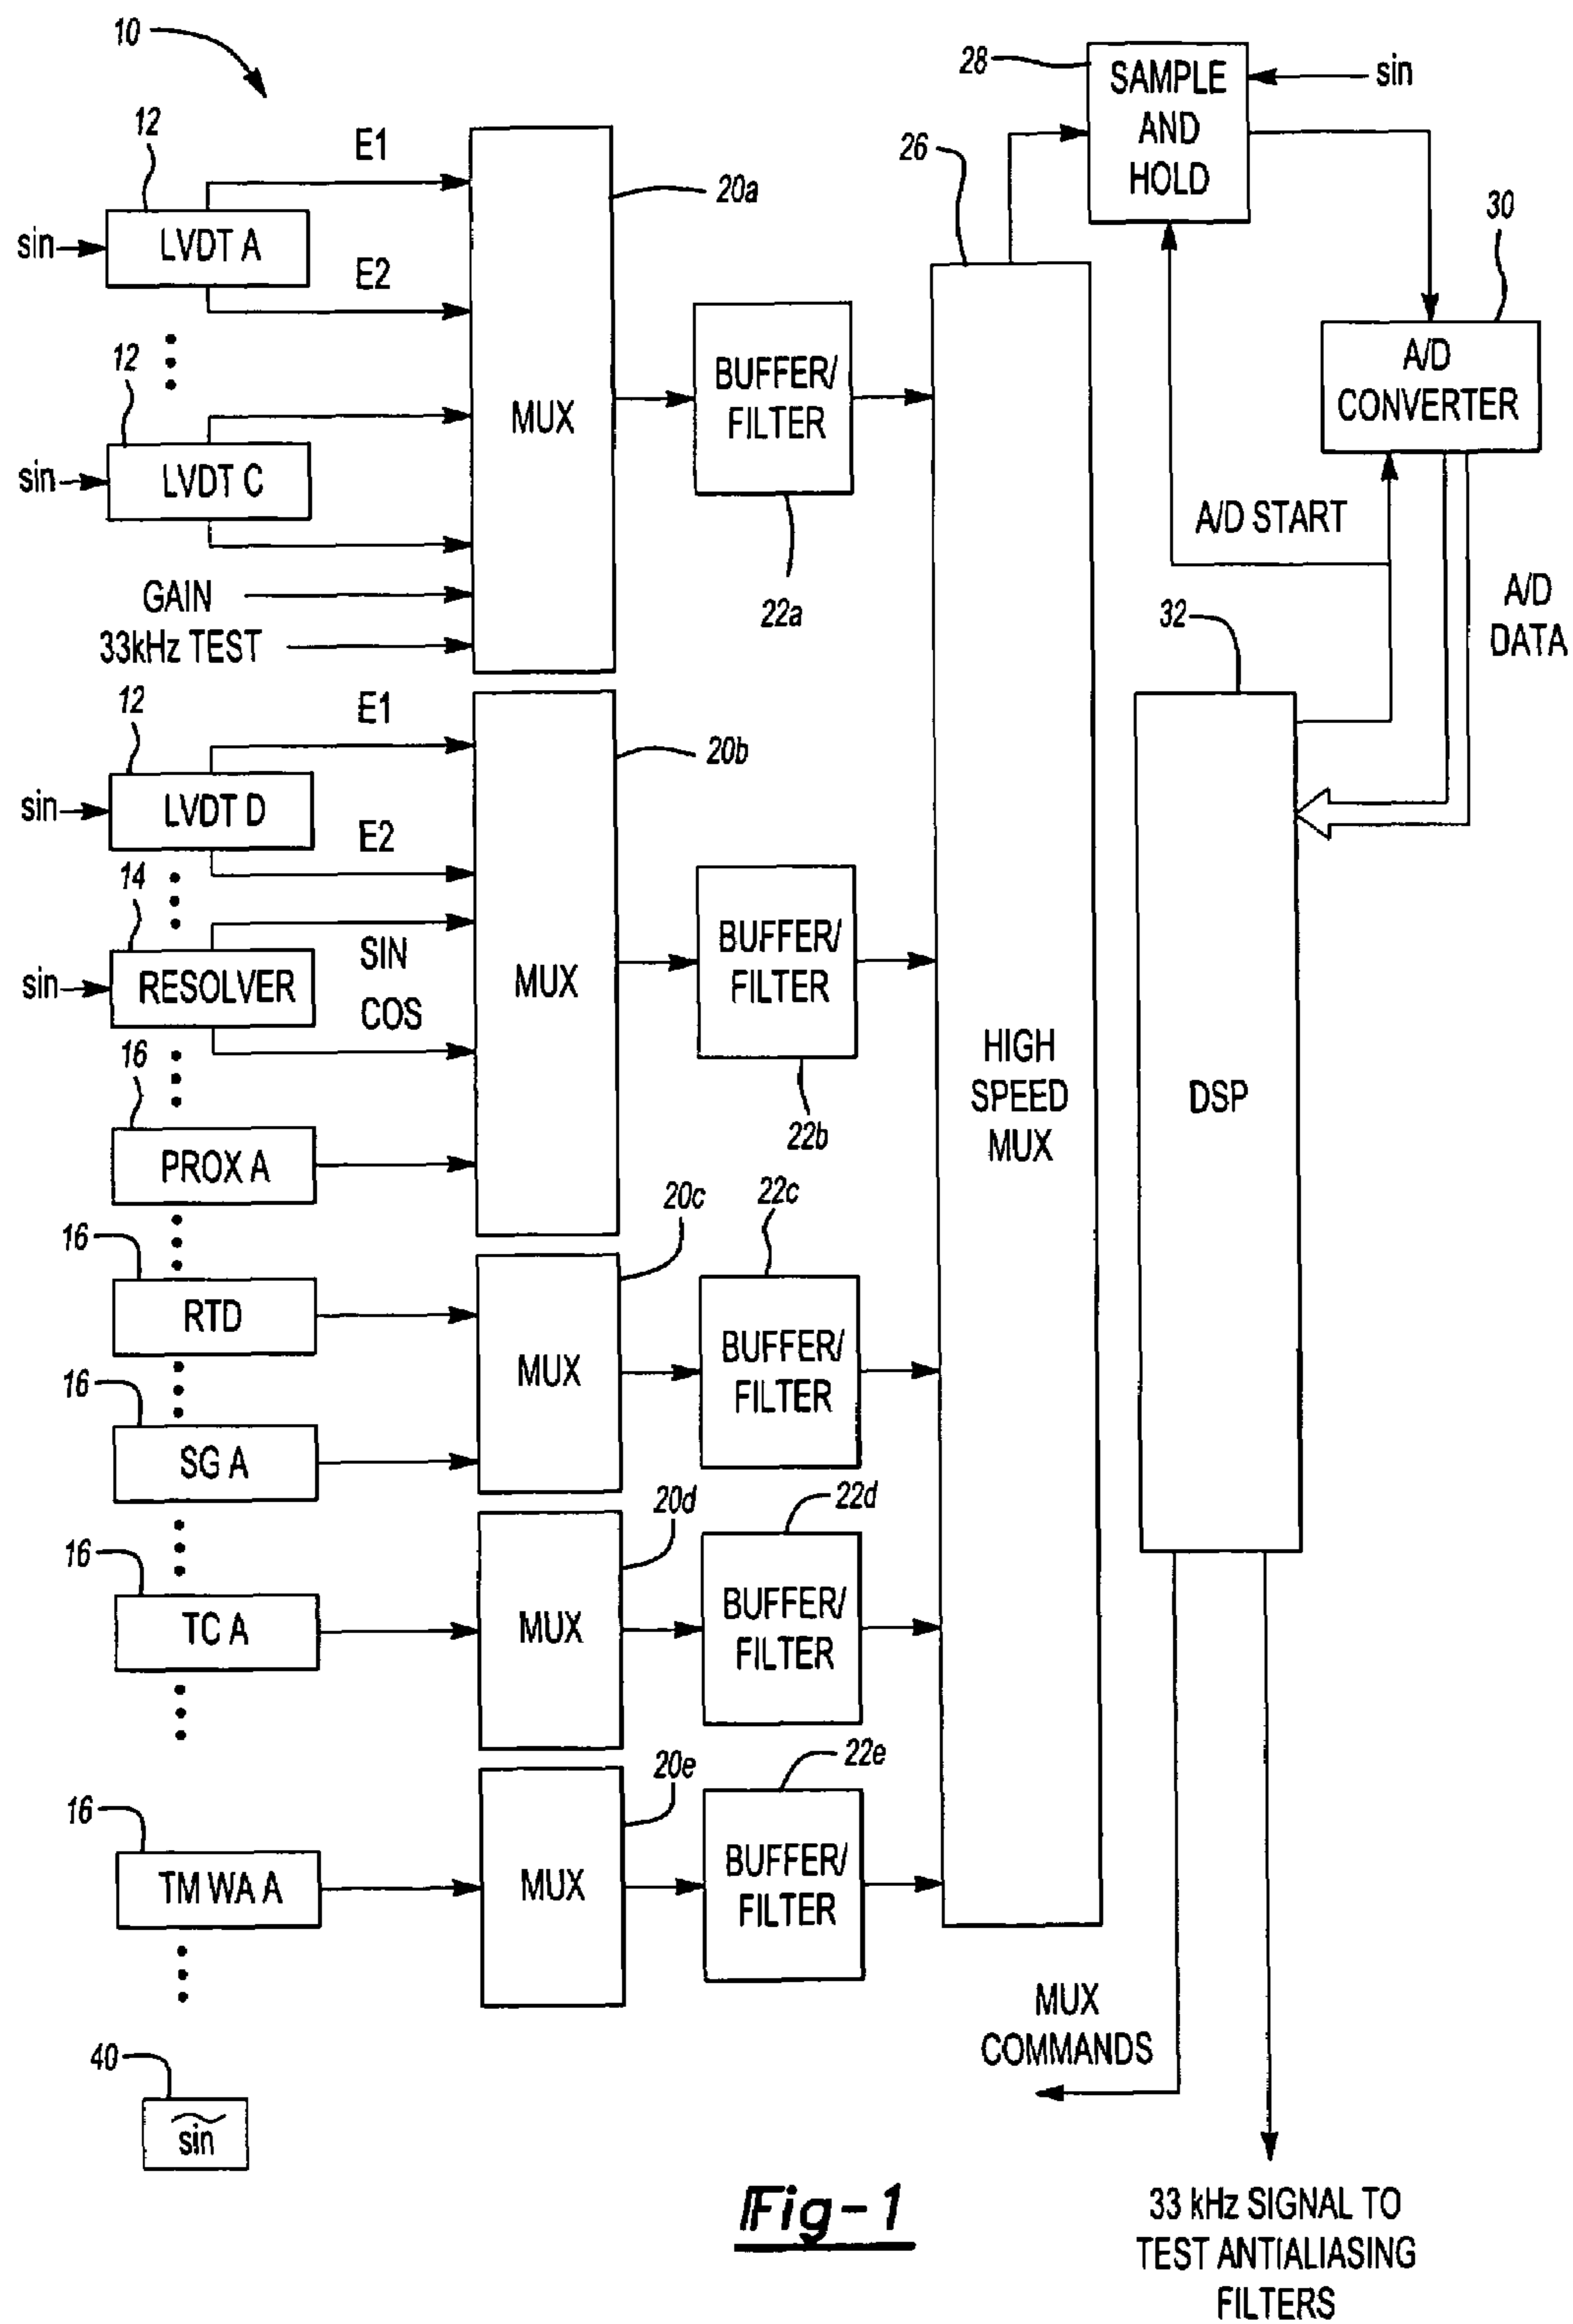 10
28
SAMPLE
AND
HOLD
sin
12
E1
20a
26
sin
LVDT A
E2
30
12
BUFFER/
FILTER
A/D
CONVERTER
MUX
sin
LVDT C
A/D START
GAIN
22a
A/D
DATA
33kHz TEST
32
12
E1
20b
sin
LVDT D
E2
14
BUFFER/
FILTER
SIN
sin
RESOLVER
MUX
COS
HIGH
SPEED
MUX
DSP
16
22b
PROX A
20c
22c
16
RTD
BUFFER/
FILTER
MUX
16
SG A
20d
22d
16
BUFFER/
FILTER
TC A
MUX
20e
22e
16
BUFFER/
FILTER
TM WA A
MUX
MUX
COMMANDS
40
sin
Fig-1
33 kHz SIGNAL TO
TEST ANTIALIASING
FILTERS